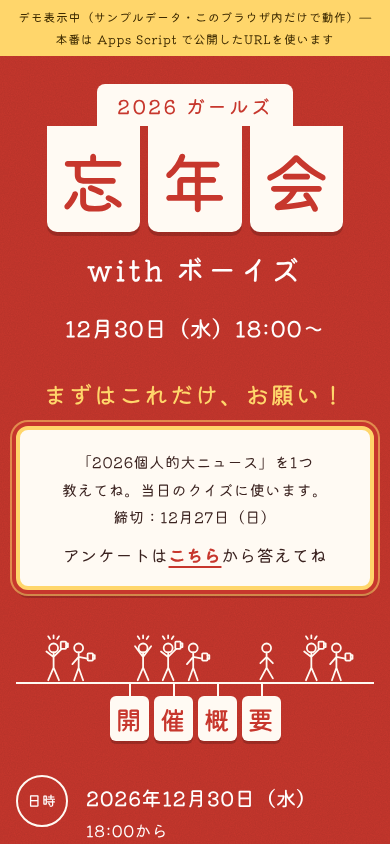 デモ表示中（サンプルデータ・このブラウザ内だけで動作）―
本番は Apps Script で公開したURLを使います
2026 ガールズ
忘年会
with ボーイズ
12月30日（水）18:00〜
まずはこれだけ、お願い！
「2026個人的大ニュース」を1つ
教えてね。当日のクイズに使います。
締切：12月27日（日）
アンケートはこちらから答えてね
開催概要
日時
2026年12月30日（水）
18:00から